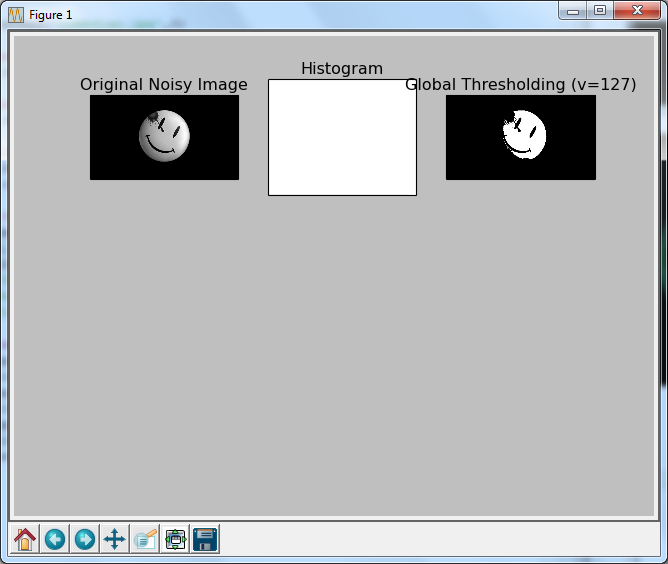 Figure 1
Histogram
Original Noisy Image
Global Thresholding (v=127)